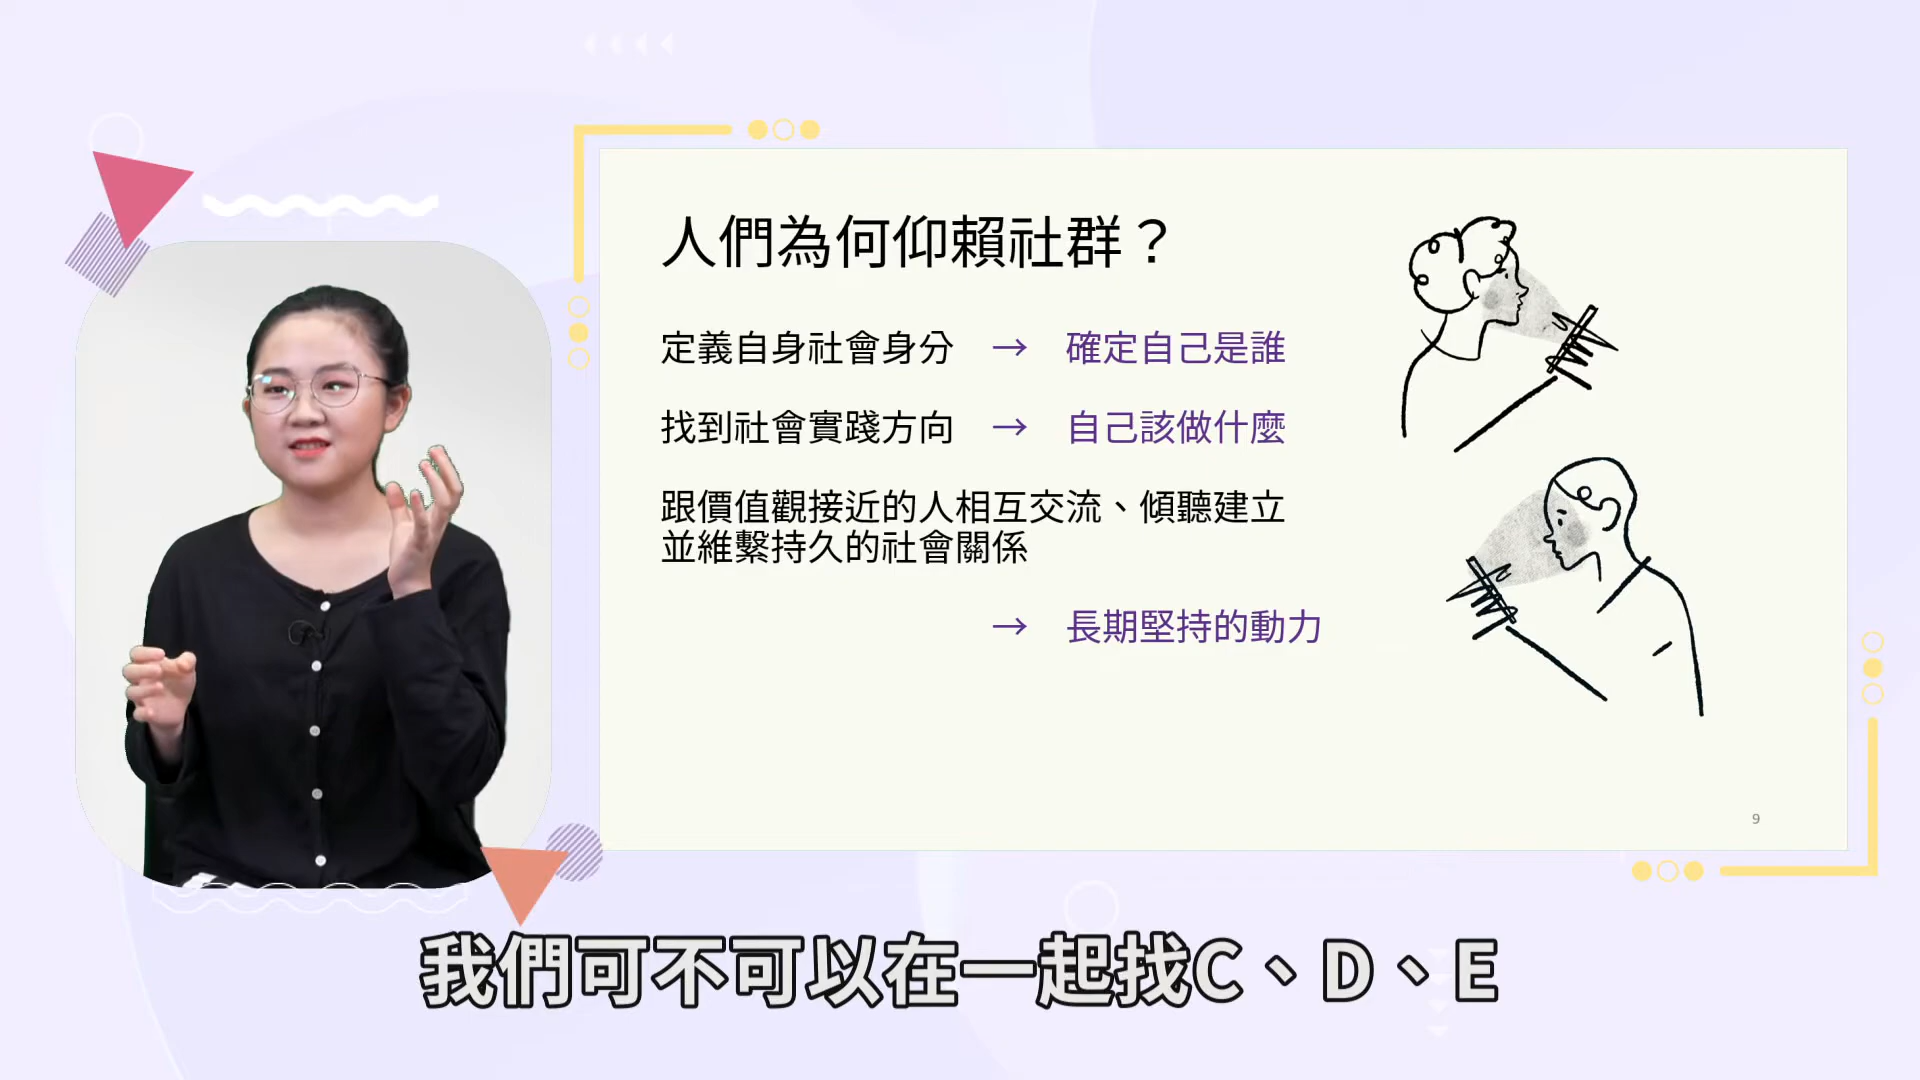 人們為何仰賴社群？
定義自身社會身分 → 確定自己是誰
找到社會實踐方向 → 自己該做什麼
跟價值觀接近的人相互交流、傾聽建立
並維繫持久的社會關係
→ 長期堅持的動力
9
我們可不可以在一起找C、D、E